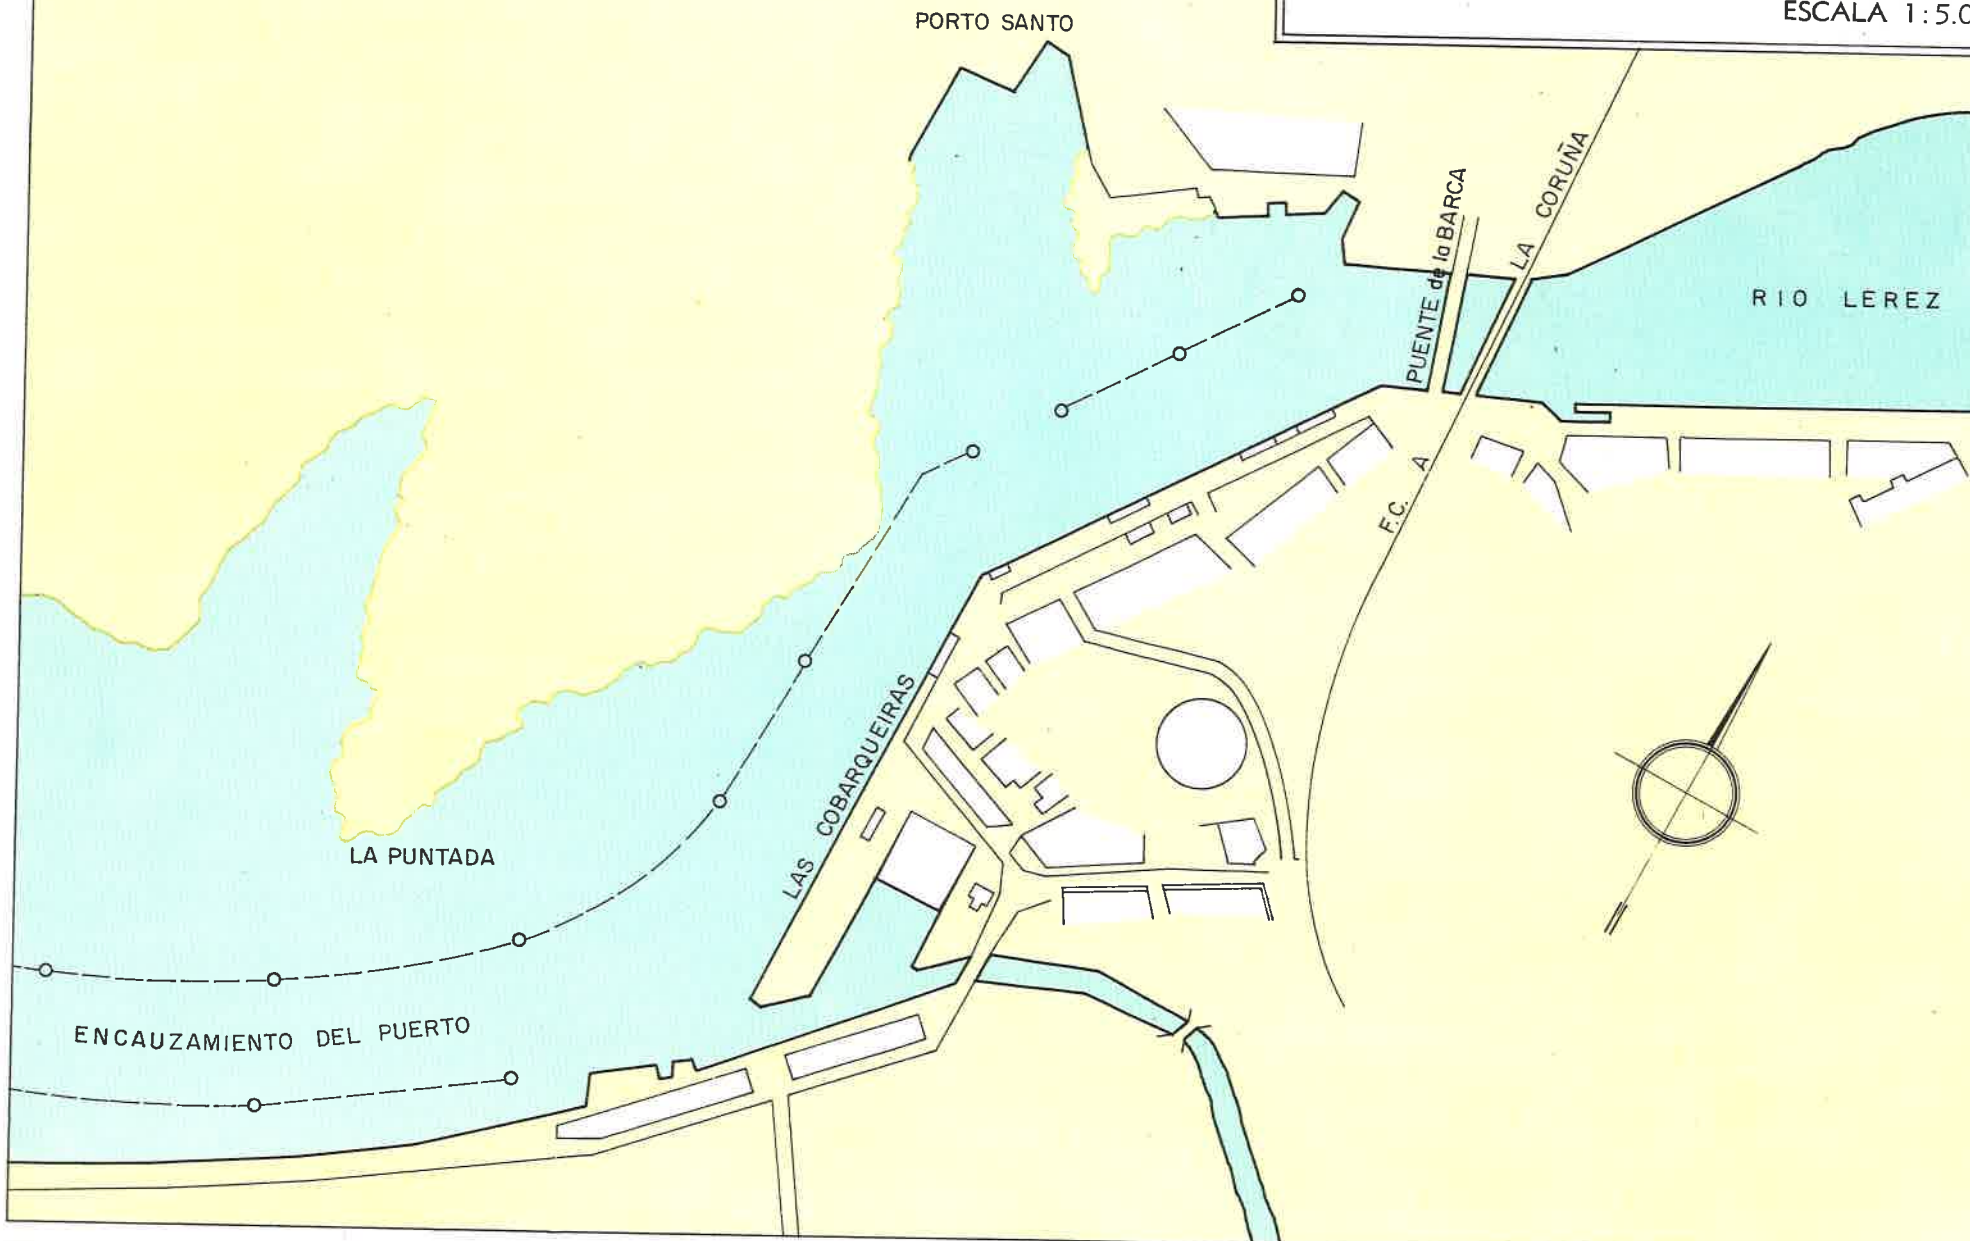 PORTO SANTO
ESCALA 1:5.0
PUENTE de la BARCA
F.C. A LA CORUÑA
RIO LEREZ
LAS COBARQUEIRAS
LA PUNTADA
ENCAUZAMIENTO DEL PUERTO